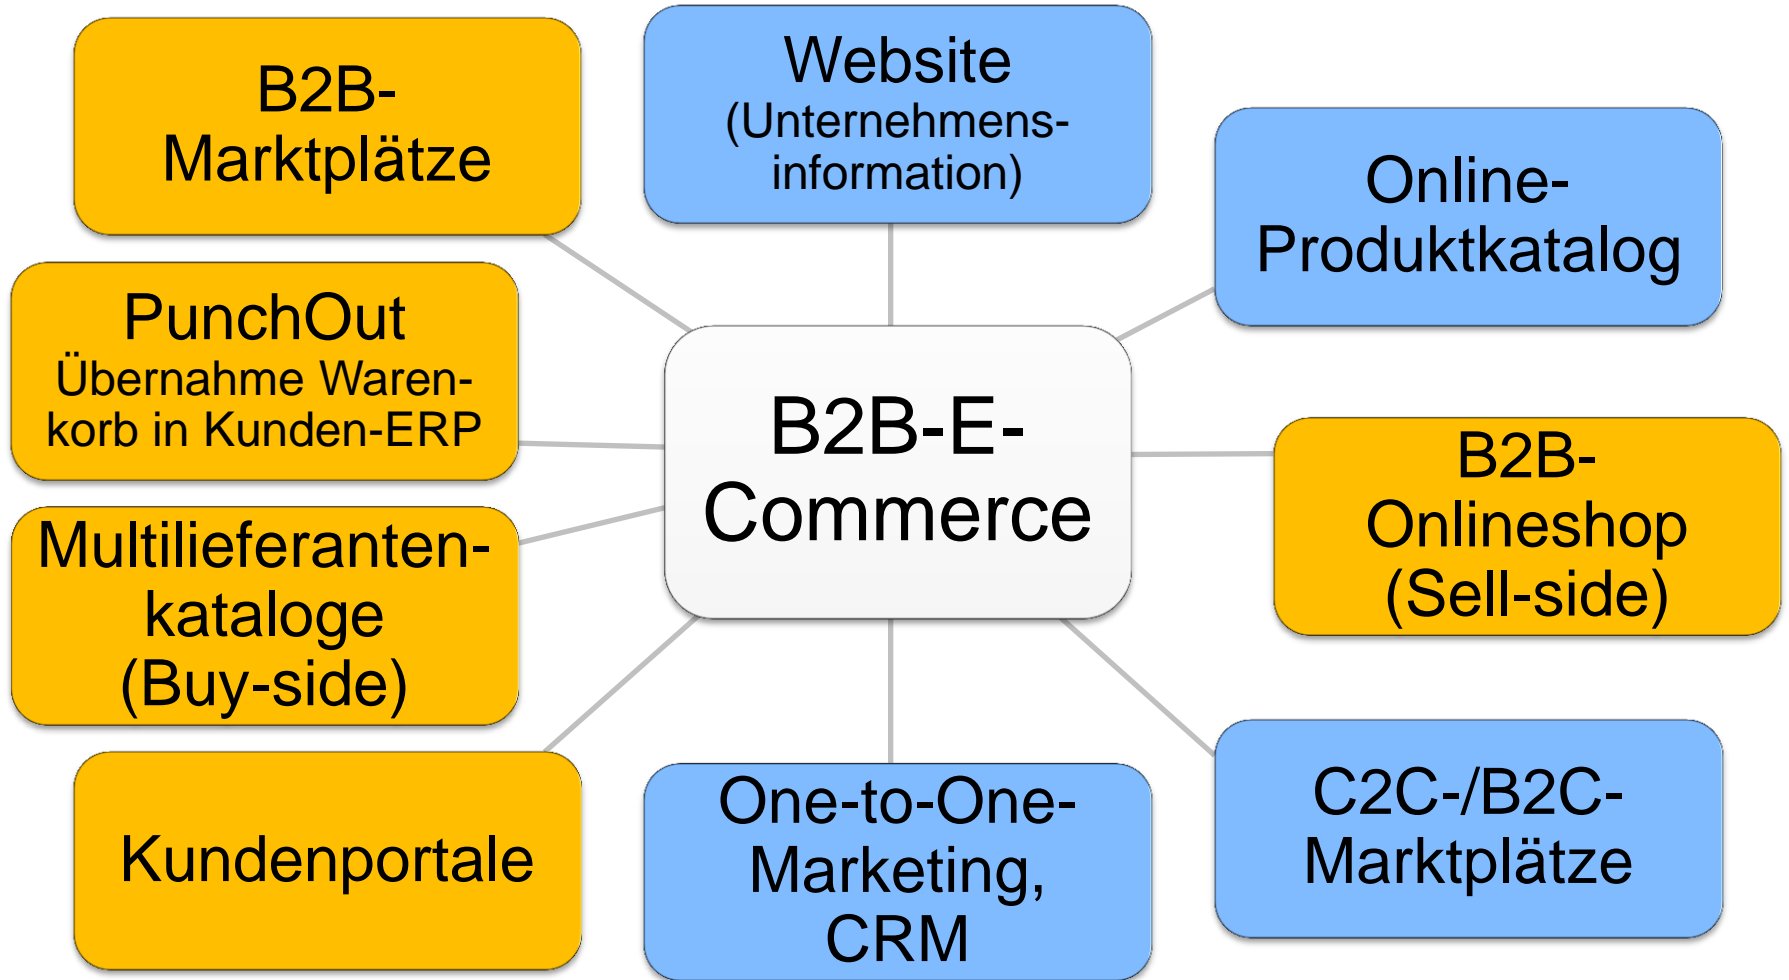 B2B-
Marktplätze
Website
(Unternehmens-
information)
Online-
Produktkatalog
PunchOut
Übernahme Waren-
korb in Kunden-ERP
B2B-E-
Commerce
B2B-
Onlineshop
(Sell-side)
Multilieferanten-
kataloge
(Buy-side)
Kundenportale
One-to-One-
Marketing,
CRM
C2C-/B2C-
Marktplätze